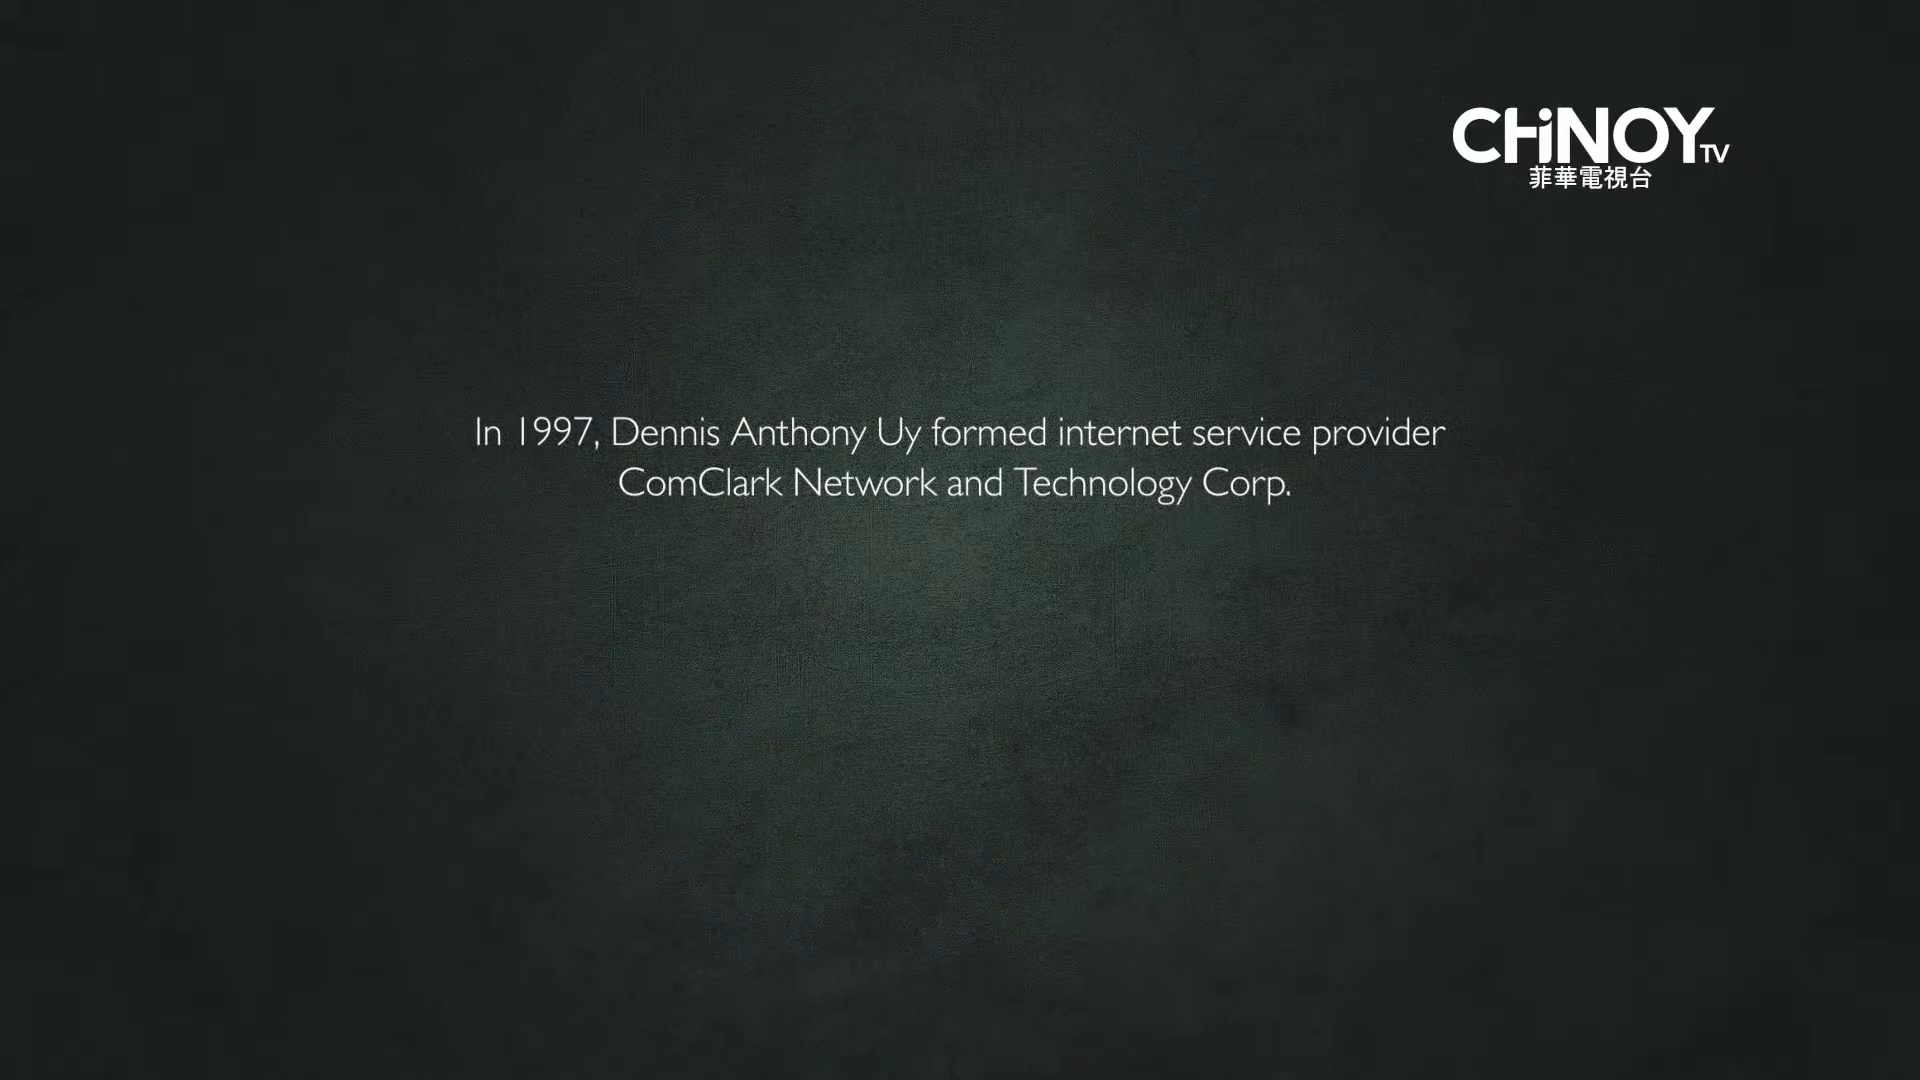 CHiNOY TV
菲華電視台
In 1997, Dennis Anthony Uy formed internet service provider
ComClark Network and Technology Corp.